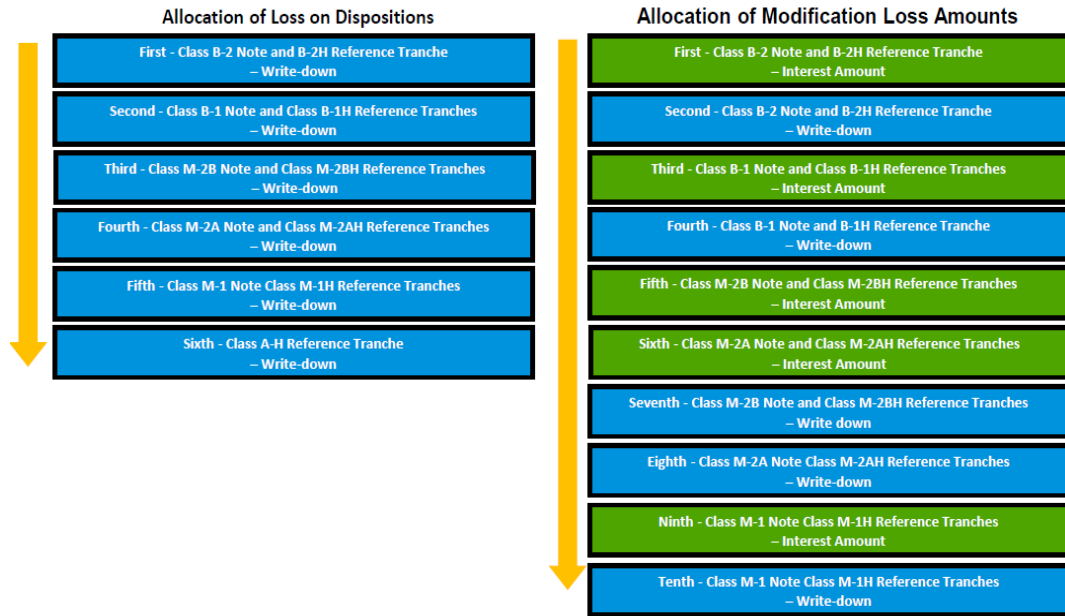 Allocation of Loss on Dispositions
First - Class B-2 Note and B-2H Reference Tranche
– Write-down
Second - Class B-1 Note and Class B-1H Reference Tranches
– Write-down
Third - Class M-2B Note and Class M-2BH Reference Tranches
– Write-down
Fourth - Class M-2A Note and Class M-2AH Reference Tranches
– Write-down
Fifth - Class M-1 Note Class M-1H Reference Tranches
– Write-down
Sixth - Class A-H Reference Tranche
– Write-down
Allocation of Modification Loss Amounts
First - Class B-2 Note and B-2H Reference Tranche
– Interest Amount
Second - Class B-2 Note and B-2H Reference Tranche
– Write-down
Third - Class B-1 Note and Class B-1H Reference Tranches
– Interest Amount
Fourth - Class B-1 Note and B-1H Reference Tranche
– Write-down
Fifth - Class M-2B Note and Class M-2BH Reference Tranches
– Interest Amount
Sixth - Class M-2A Note and Class M-2AH Reference Tranches
– Interest Amount
Seventh - Class M-2B Note and Class M-2BH Reference Tranches
– Write down
Eighth - Class M-2A Note Class M-2AH Reference Tranches
– Write-down
Ninth - Class M-1 Note Class M-1H Reference Tranches
– Interest Amount
Tenth - Class M-1 Note Class M-1H Reference Tranches
– Write-down